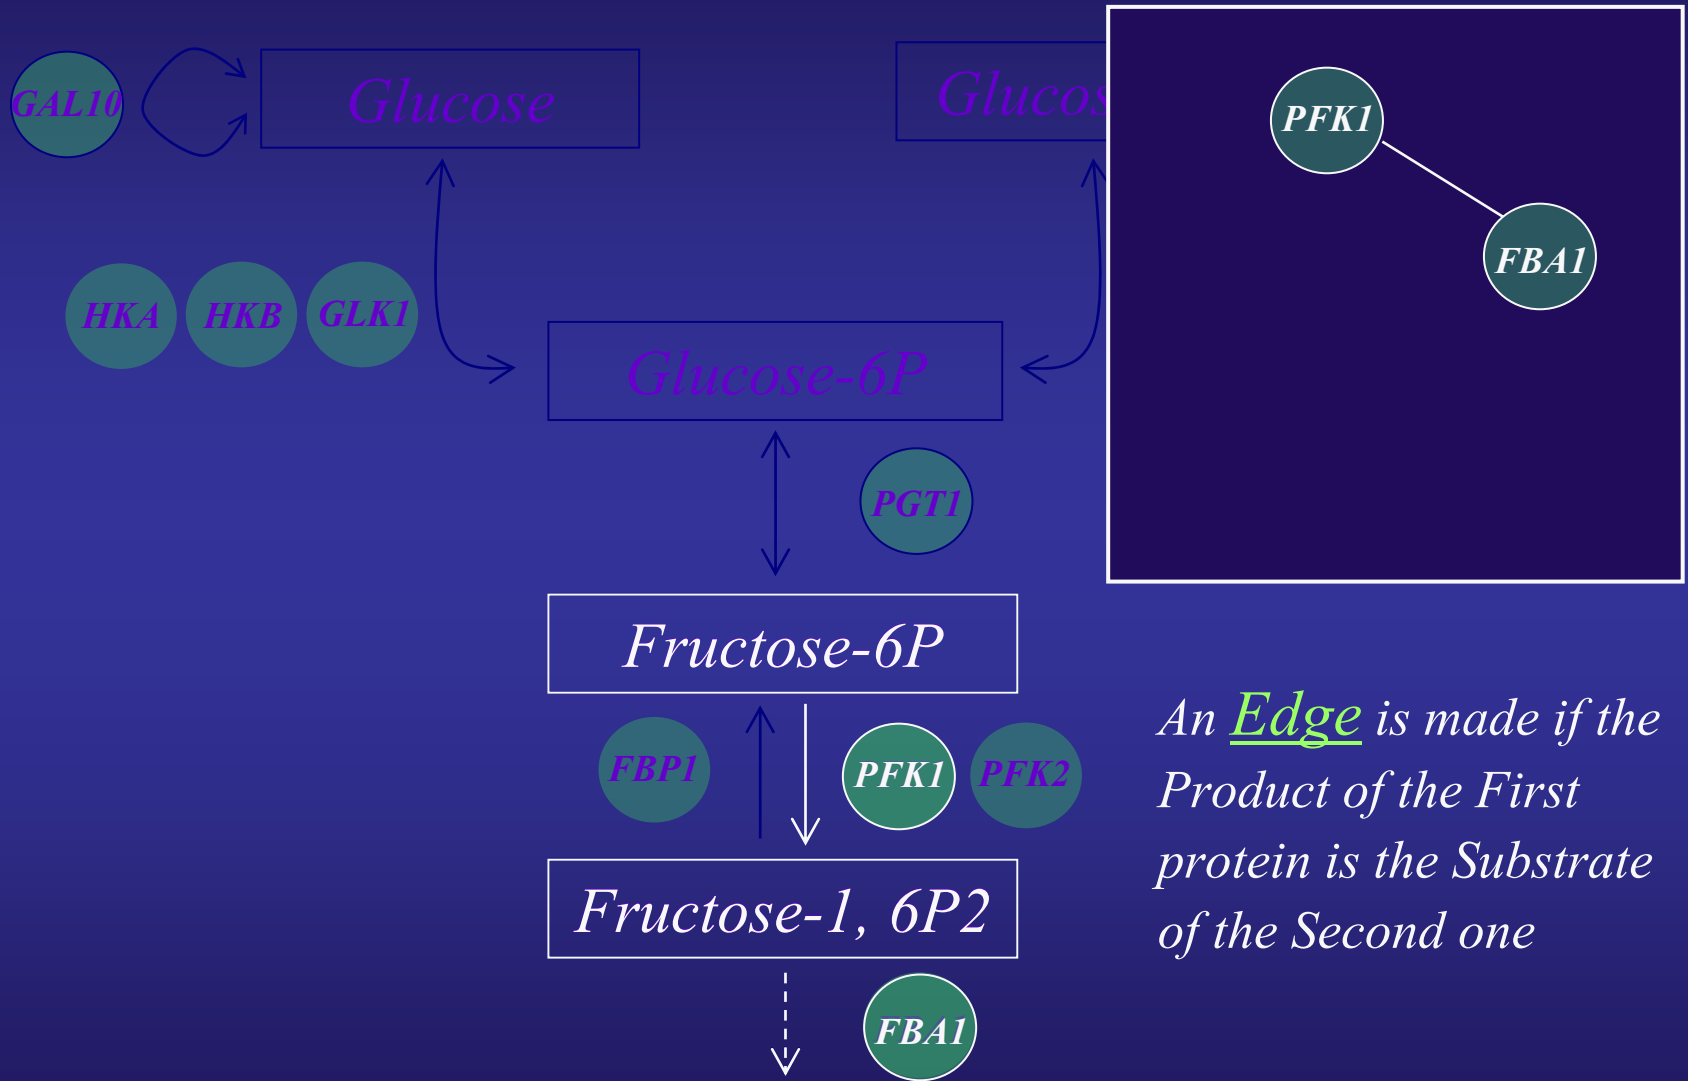 GAL10
Glucose
PFK1
FBA1
HKA HKB GLK1
Glucose-6P
PGT1
Fructose-6P
An Edge is made if the
Product of the First
protein is the Substrate
of the Second one
FBP1
PFK1
PFK2
Fructose-1, 6P2
FBA1